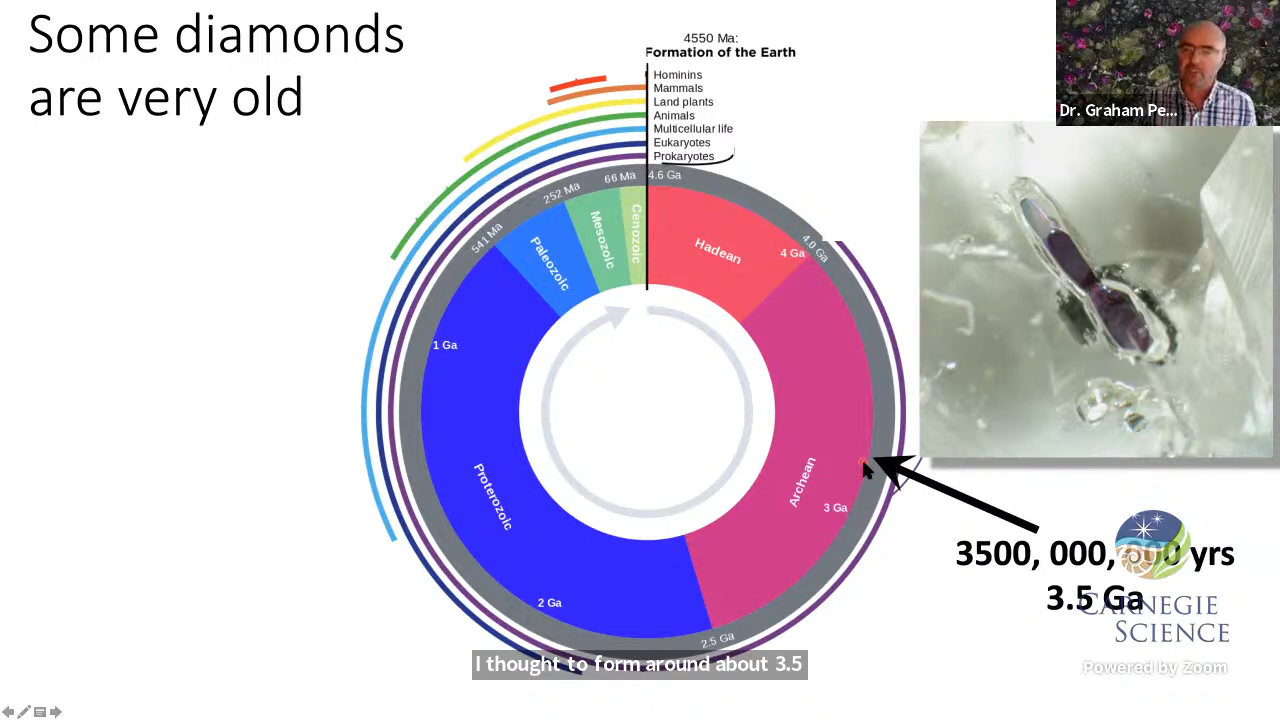 Some diamonds
are very old
4550 Ma:
Formation of the Earth
Hominins
Mammals
Land plants
Animals
Multicellular life
Eukaryotes
Prokaryotes
Dr. Graham Pe...
4.6 Ga
4.0 Ga
66 Ma
252 Ma
541 Ma
Hadean
4 Ga
Cenozoic
Mesozoic
Paleozoic
1 Ga
Archean
3 Ga
Proterozoic
2 Ga
2.5 Ga
3500, 000, 000 yrs
3.5 Ga
CARNEGIE
SCIENCE
I thought to form around about 3.5
Powered by Zoom